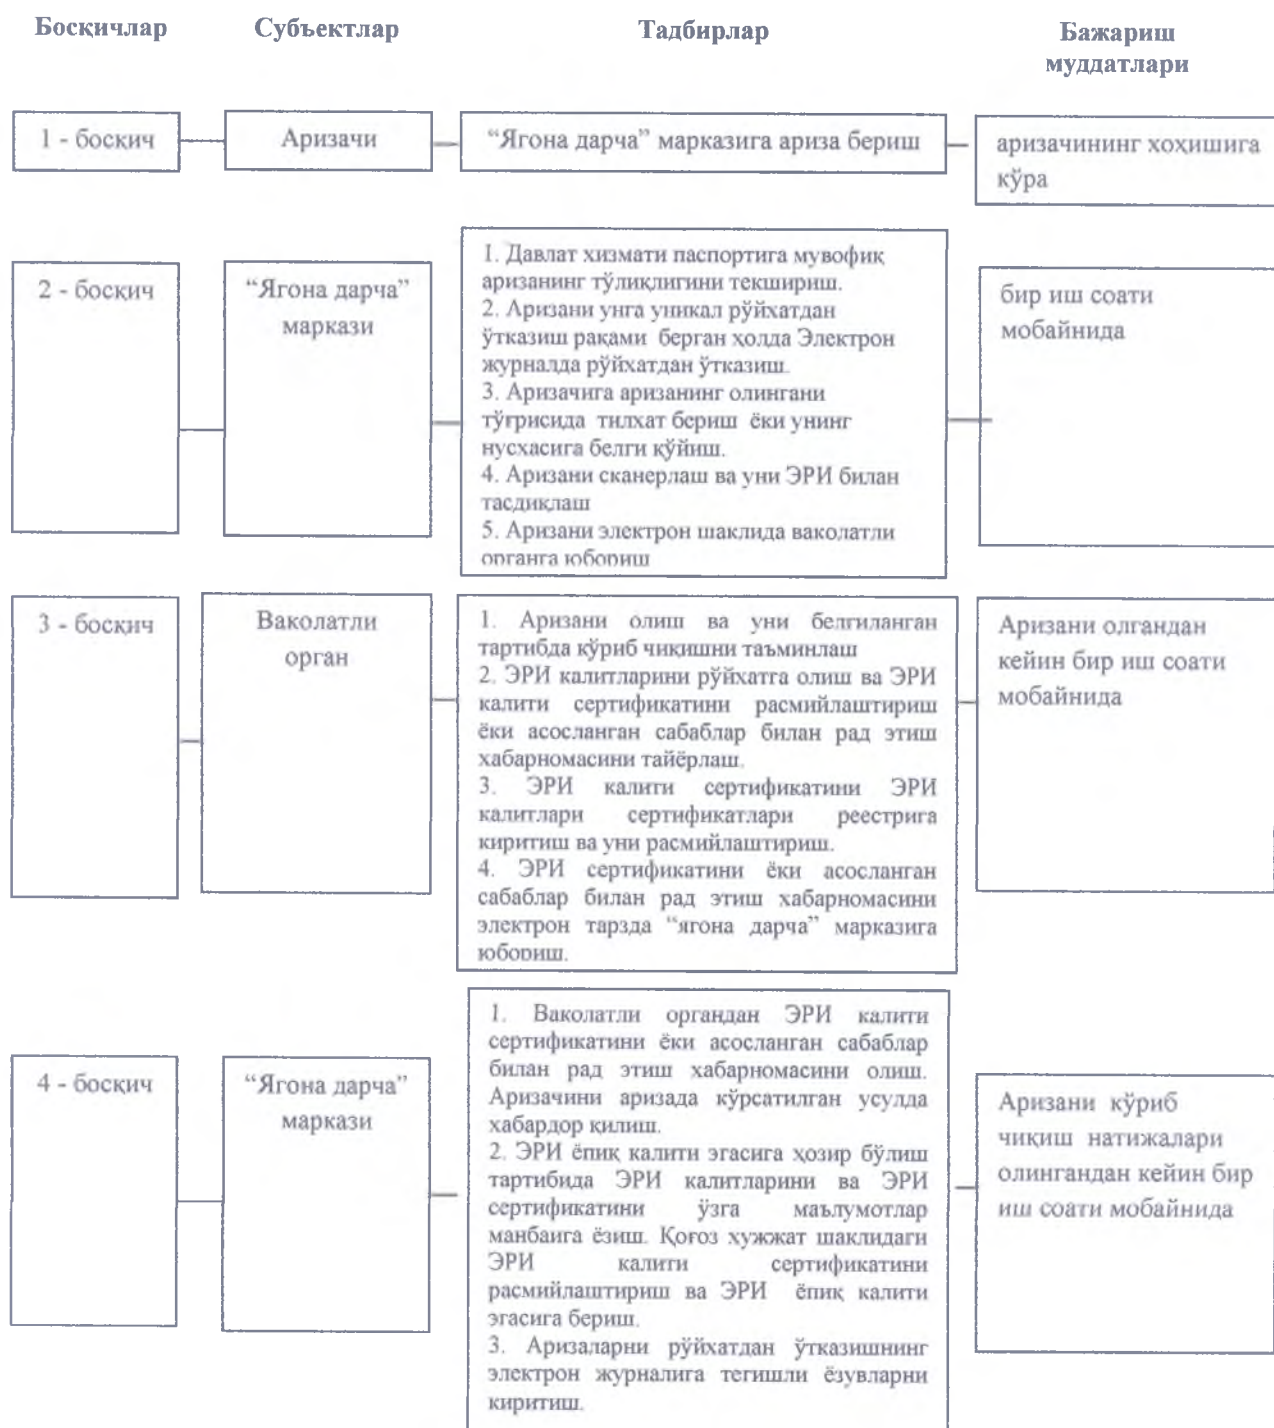 Босқичлар
Субъектлар
Тадбирлар
Бажариш
муддатлари
1 - босқич
Аризачи
“Ягона дарча” марказига ариза бериш
аризачининг хоҳишига
кўра
2 - босқич
“Ягона дарча”
маркази
1. Давлат хизмати паспортига мувофиқ
аризанинг тўлиқлигини текшириш.
2. Аризани унга уникал рўйхатдан
ўтказиш рақами берган ҳолда Электрон
журналда рўйхатдан ўтказиш.
3. Аризачига аризанинг олингани
тўғрисида тилхат бериш ёки унинг
нусхасига белги қўйиш.
4. Аризани сканерлаш ва уни ЭРИ билан
тасдиқлаш
5. Аризани электрон шаклида ваколатли
органга юбориш
бир иш соати
мобайнида
3 - босқич
Ваколатли
орган
1. Аризани олиш ва уни белгиланган
тартибда кўриб чиқишни таъминлаш
2. ЭРИ калитларини рўйхатга олиш ва ЭРИ
калити сертификатини расмийлаштириш
ёки асосланган сабаблар билан рад этиш
хабарномасини тайёрлаш.
3. ЭРИ калити сертификатини ЭРИ
калитлари сертификатлари реестрига
киритиш ва уни расмийлаштириш.
4. ЭРИ сертификатини ёки асосланган
сабаблар билан рад этиш хабарномасини
электрон тарзда “ягона дарча” марказига
юбориш.
Аризани олгандан
кейин бир иш соати
мобайнида
4 - босқич
“Ягона дарча”
маркази
1. Ваколатли органдан ЭРИ калити
сертификатини ёки асосланган сабаблар
билан рад этиш хабарномасини олиш.
Аризачини аризада кўрсатилган усулда
хабардор қилиш.
2. ЭРИ ёпиқ калити эгасига ҳозир бўлиш
тартибида ЭРИ калитларини ва ЭРИ
сертификатини ўзга маълумотлар
манбаига ёзиш. Қоғоз ҳужжат шаклидаги
ЭРИ калити сертификатини
расмийлаштириш ва ЭРИ ёпиқ калити
эгасига бериш.
3. Аризаларни рўйхатдан ўтказишнинг
электрон журналига тегишли ёзувларни
киритиш.
Аризани кўриб
чиқиш натижалари
олингандан кейин бир
иш соати мобайнида